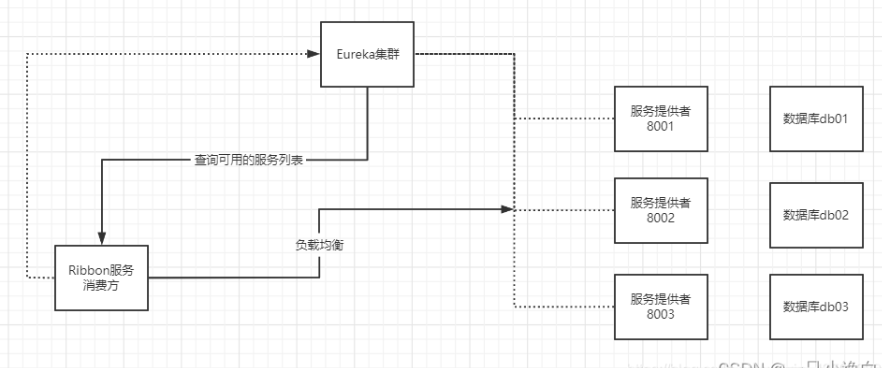 Eureka集群
服务提供者
8001
数据库db01
查询可用的服务列表
服务提供者
8002
数据库db02
负载均衡
Ribbon服务
消费方
服务提供者
8003
数据库db03